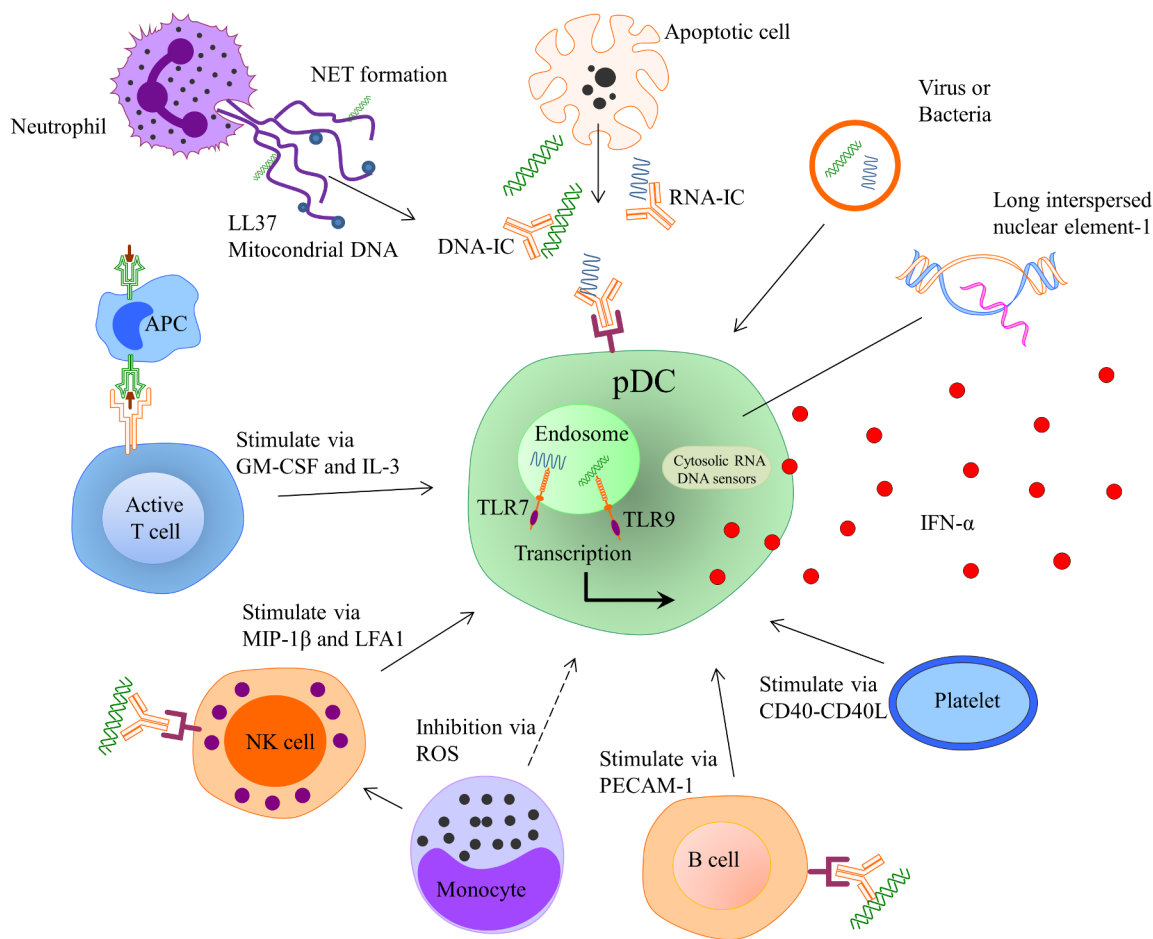 Apoptotic cell
NET formation
Neutrophil
Virus or
Bacteria
RNA-IC
LL37
Mitocondrial DNA
DNA-IC
Long interspersed
nuclear element-1
APC
pDC
Endosome
Stimulate via
GM-CSF and IL-3
Cytosolic RNA
DNA sensors
Active
T cell
TLR7
TLR9
IFN-α
Transcription
Stimulate via
MIP-1β and LFA1
Stimulate via
CD40-CD40L
Platelet
NK cell
Inhibition via
ROS
Stimulate via
PECAM-1
B cell
Monocyte